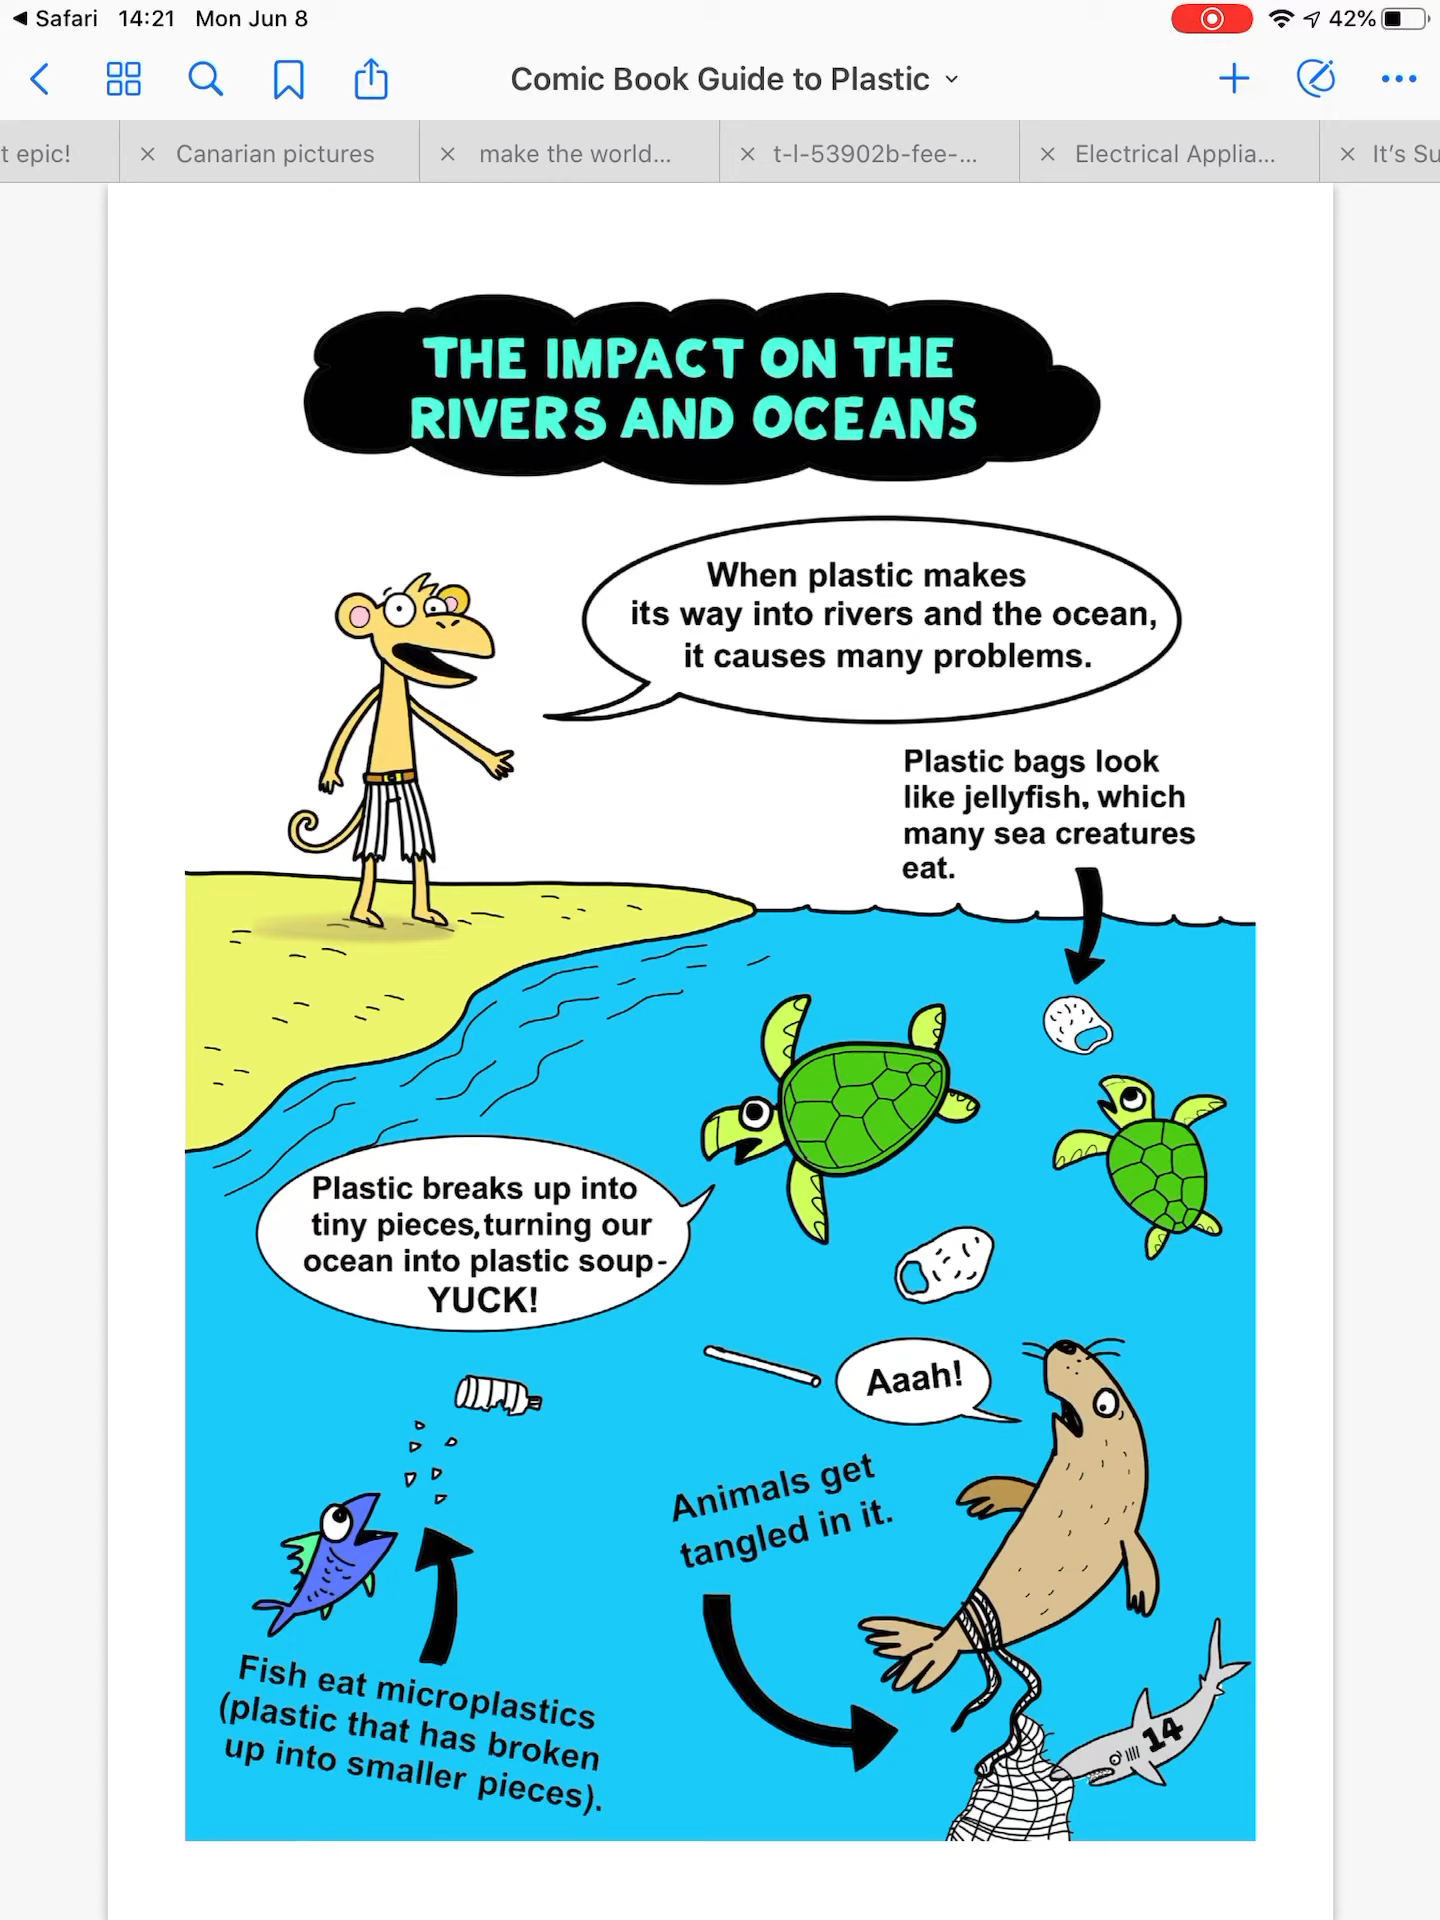 Safari 14:21 Mon Jun 8 42%
Comic Book Guide to Plastic
t epic! Canarian pictures make the world... t-l-53902b-fee-... Electrical Applia... It's Su
THE IMPACT ON THE
RIVERS AND OCEANS
When plastic makes
its way into rivers and the ocean,
it causes many problems.
Plastic bags look
like jellyfish, which
many sea creatures
eat.
Plastic breaks up into
tiny pieces, turning our
ocean into plastic soup-
YUCK!
Aaah!
Animals get
tangled in it.
Fish eat microplastics
(plastic that has broken
up into smaller pieces).
14